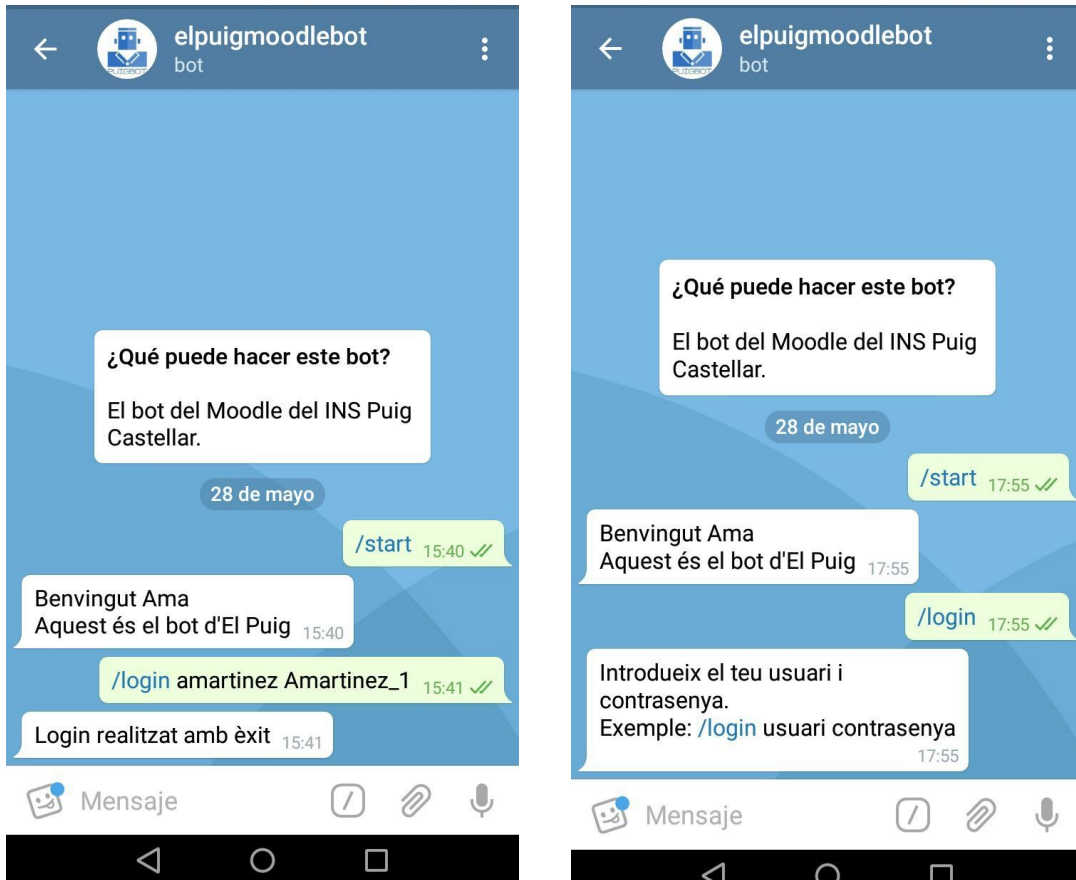 elpuigmoodlebot
bot
PUIGBOT
¿Qué puede hacer este bot?
El bot del Moodle del INS Puig
Castellar.
28 de mayo
/start 15:40
Benvingut Ama
Aquest és el bot d'El Puig 15:40
/login amartinez Amartinez_1 15:41
Login realitzat amb èxit 15:41
Mensaje
elpuigmoodlebot
bot
PUIGBOT
¿Qué puede hacer este bot?
El bot del Moodle del INS Puig
Castellar.
28 de mayo
/start 17:55
Benvingut Ama
Aquest és el bot d'El Puig 17:55
/login 17:55
Introdueix el teu usuari i
contrasenya.
Exemple: /login usuari contrasenya
17:55
Mensaje